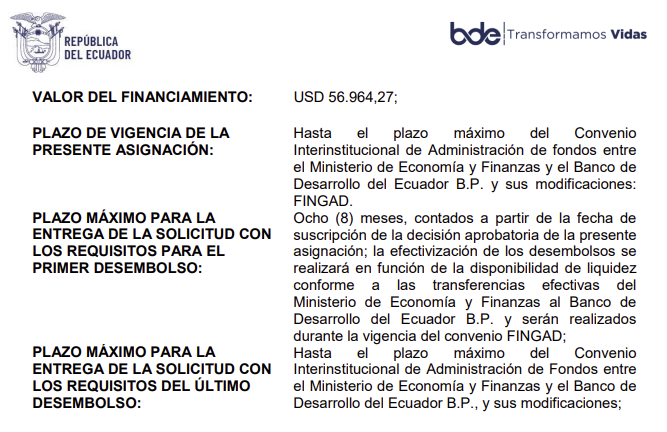 REPÚBLICA
DEL ECUADOR
bde Transformamos Vidas
VALOR DEL FINANCIAMIENTO: USD 56.964,27;
PLAZO DE VIGENCIA DE LA
PRESENTE ASIGNACIÓN:
Hasta el plazo máximo del Convenio
Interinstitucional de Administración de fondos entre
el Ministerio de Economía y Finanzas y el Banco de
Desarrollo del Ecuador B.P. y sus modificaciones:
FINGAD.
PLAZO MÁXIMO PARA LA
ENTREGA DE LA SOLICITUD CON
LOS REQUISITOS PARA EL
PRIMER DESEMBOLSO:
Ocho (8) meses, contados a partir de la fecha de
suscripción de la decisión aprobatoria de la presente
asignación; la efectivización de los desembolsos se
realizará en función de la disponibilidad de liquidez
conforme a las transferencias efectivas del
Ministerio de Economía y Finanzas al Banco de
Desarrollo del Ecuador B.P. y serán realizados
durante la vigencia del convenio FINGAD;
PLAZO MÁXIMO PARA LA
ENTREGA DE LA SOLICITUD CON
LOS REQUISITOS DEL ÚLTIMO
DESEMBOLSO:
Hasta el plazo máximo del Convenio
Interinstitucional de Administración de Fondos entre
el Ministerio de Economía y Finanzas y el Banco de
Desarrollo del Ecuador B.P., y sus modificaciones;